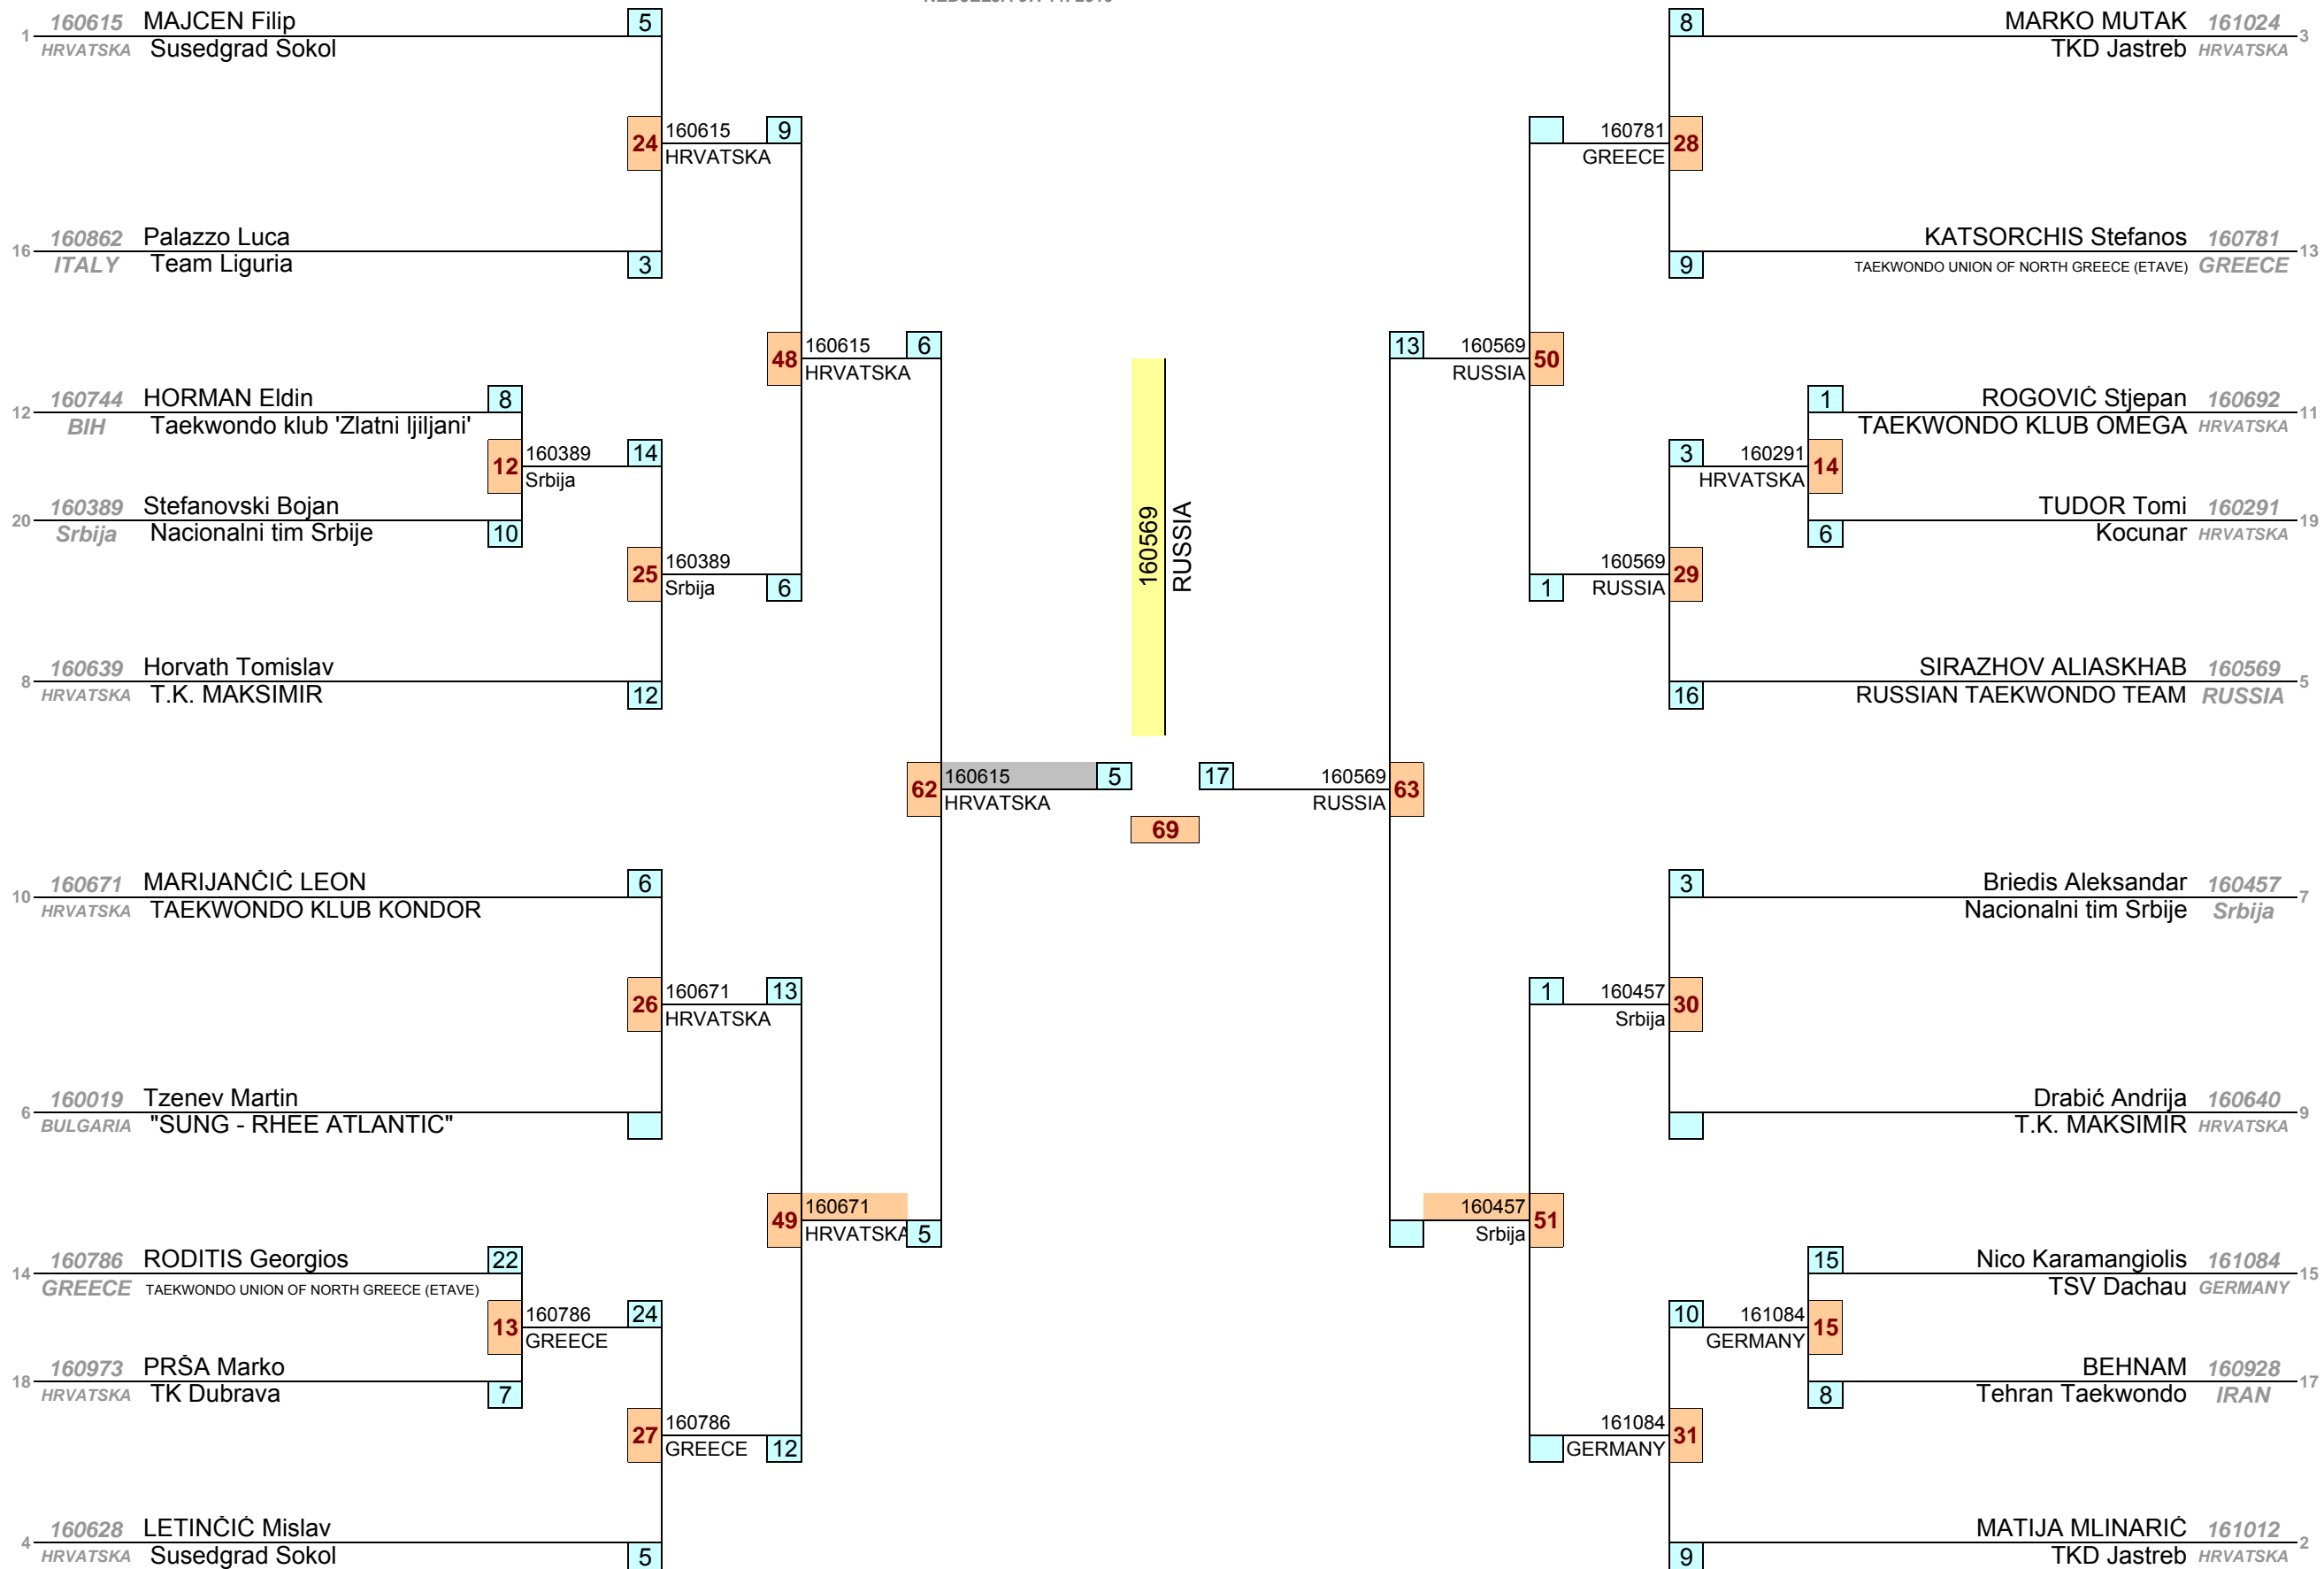 160615 MAJCEN Filip 5
1 HRVATSKA Susedgrad Sokol
24 160615 9
HRVATSKA
160862 Palazzo Luca
16 ITALY Team Liguria 3
48 160615 6
HRVATSKA
160744 HORMAN Eldin 8
12 BIH Taekwondo klub 'Zlatni ljiljani'
12 160389 14
Srbija
160389 Stefanovski Bojan
20 Srbija Nacionalni tim Srbije 10
25 160389
Srbija 6
160639 Horvath Tomislav
8 HRVATSKA T.K. MAKSIMIR 12
62 160615 5
HRVATSKA
160671 MARIJANČIĆ LEON 6
10 HRVATSKA TAEKWONDO KLUB KONDOR
26 160671 13
HRVATSKA
160019 Tzenev Martin
6 BULGARIA "SUNG - RHEE ATLANTIC"
49 160671
HRVATSKA 5
160786 RODITIS Georgios 22
14 GREECE TAEKWONDO UNION OF NORTH GREECE (ETAVE)
13 160786 24
GREECE
160973 PRŠA Marko
18 HRVATSKA TK Dubrava 7
27 160786
GREECE 12
160628 LETINČIĆ Mislav
4 HRVATSKA Susedgrad Sokol 5
160569
RUSSIA
69
8 MARKO MUTAK 161024
TKD Jastreb HRVATSKA 3
160781 28
GREECE
KATSORCHIS Stefanos 160781
9 TAEKWONDO UNION OF NORTH GREECE (ETAVE) GREECE 13
13 160569 50
RUSSIA
1 ROGOVIĆ Stjepan 160692
TAEKWONDO KLUB OMEGA HRVATSKA 11
3 160291 14
HRVATSKA
TUDOR Tomi 160291
6 Kocunar HRVATSKA 19
160569 29
1 RUSSIA
SIRAZHOV ALIASKHAB 160569
16 RUSSIAN TAEKWONDO TEAM RUSSIA 5
17 160569 63
RUSSIA
3 Briedis Aleksandar 160457
Nacionalni tim Srbije Srbija 7
1 160457 30
Srbija
Drabić Andrija 160640
T.K. MAKSIMIR HRVATSKA 9
160457 51
Srbija
15 Nico Karamangiolis 161084
TSV Dachau GERMANY 15
10 161084 15
GERMANY
BEHNAM 160928
8 Tehran Taekwondo IRAN 17
161084 31
GERMANY
MATIJA MLINARIĆ 161012
9 TKD Jastreb HRVATSKA 2